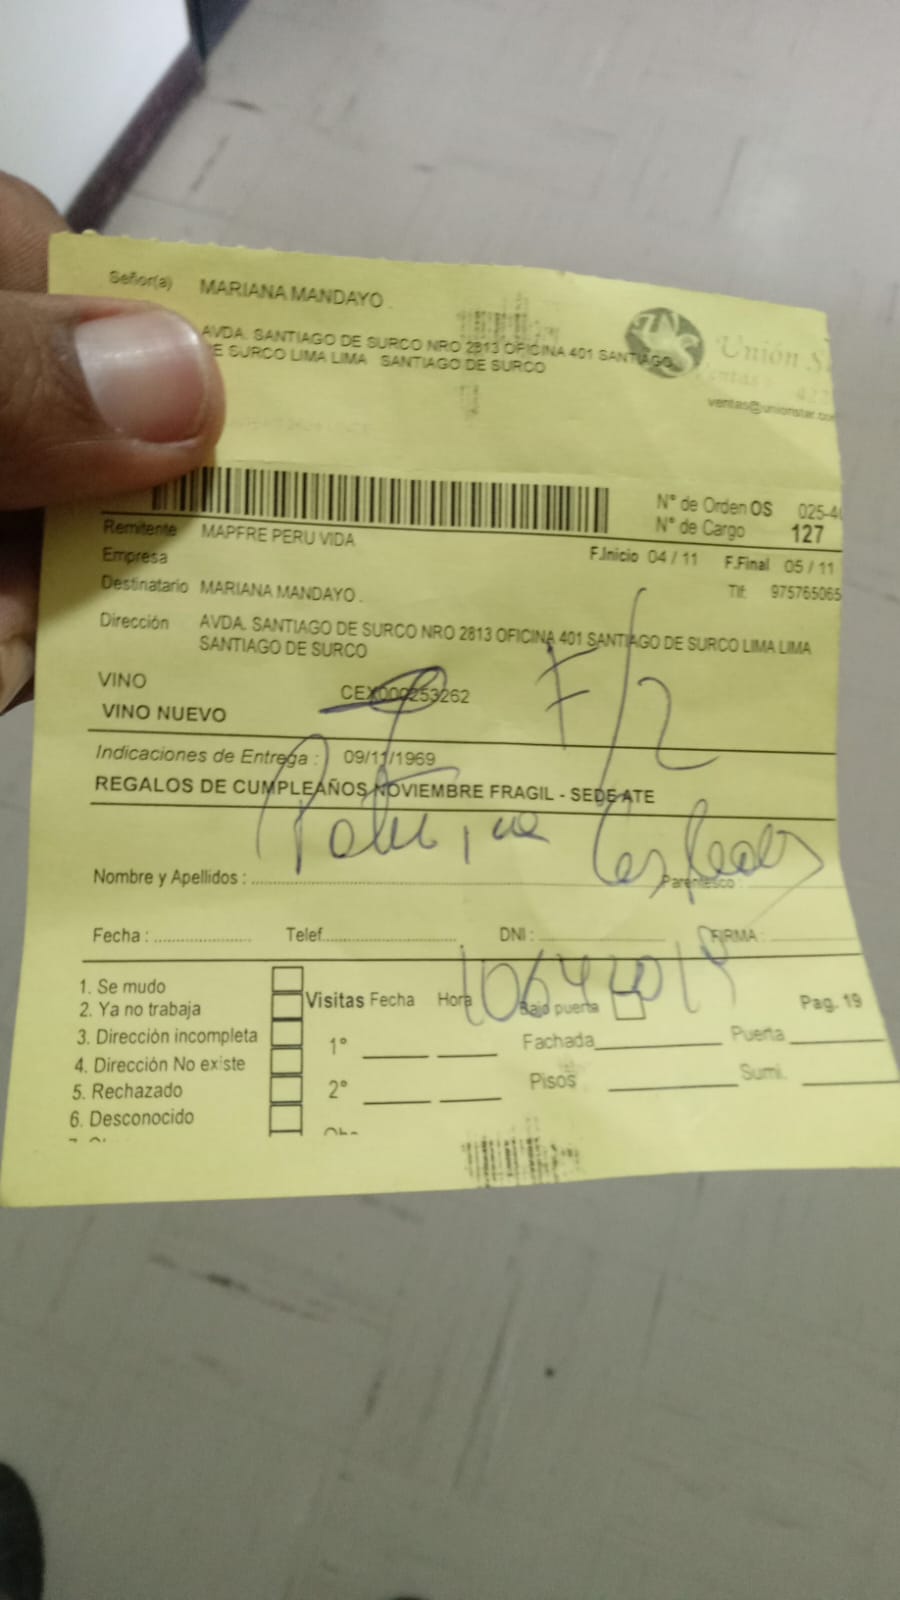 Señor(a) MARIANA MANDAYO .
AVDA. SANTIAGO DE SURCO NRO 2813 OFICINA 401 SANTIAGO
DE SURCO LIMA LIMA SANTIAGO DE SURCO
Unión S
Ventas
ventas@unionstar.co
N° de Orden OS 025-4
N° de Cargo 127
Remitente MAPFRE PERU VIDA
Empresa
F.Inicio 04 / 11 F.Final 05 / 11
Destinatario MARIANA MANDAYO .
Tlf: 975765065
Dirección AVDA. SANTIAGO DE SURCO NRO 2813 OFICINA 401 SANTIAGO DE SURCO LIMA LIMA
SANTIAGO DE SURCO
VINO CEX000253262
VINO NUEVO
F/2
Indicaciones de Entrega : 09/11/1969
REGALOS DE CUMPLEAÑOS NOVIEMBRE FRAGIL - SEDE ATE
Nombre y Apellidos : Parentesco :
Fecha : Telef. DNI : FIRMA :
1. Se mudo
2. Ya no trabaja
3. Dirección incompleta
4. Dirección No existe
5. Rechazado
6. Desconocido
Visitas Fecha Hora Bajo puerta Pag. 19
1° Fachada Puerta
2° Pisos Sumi.